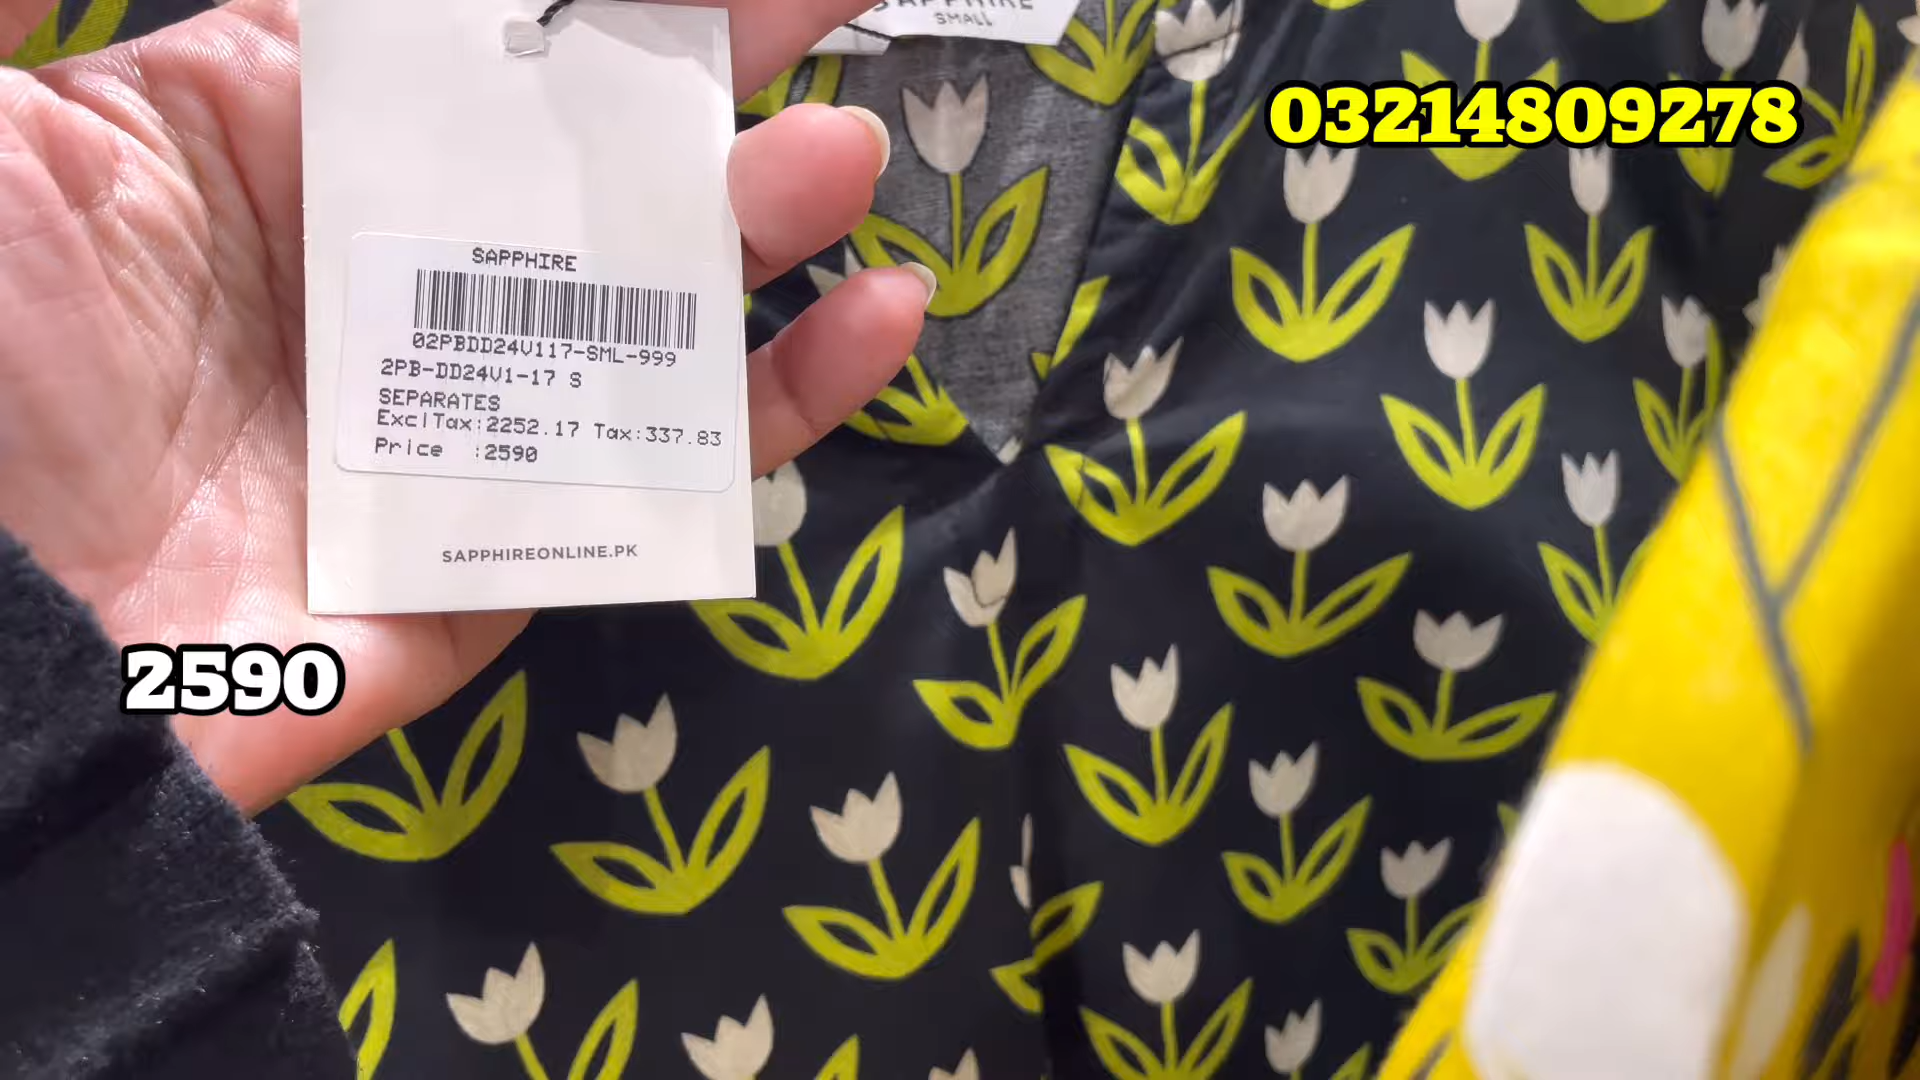 SAPPHIRE
SMALL
03214809278
SAPPHIRE
02PBDD24V117-SML-999
2PB-DD24V1-17 S
SEPARATES
ExclTax:2252.17 Tax:337.83
Price :2590
SAPPHIREONLINE.PK
2590